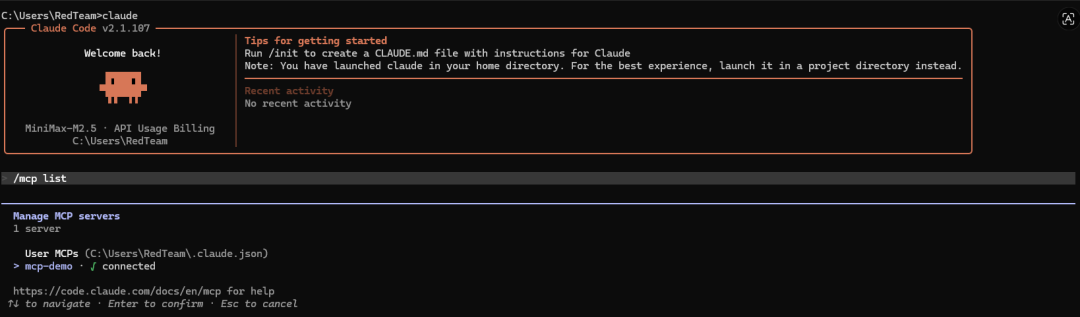 C:\Users\RedTeam>claude
Claude Code v2.1.107
Welcome back!
MiniMax-M2.5 · API Usage Billing
C:\Users\RedTeam
Tips for getting started
Run /init to create a CLAUDE.md file with instructions for Claude
Note: You have launched claude in your home directory. For the best experience, launch it in a project directory instead.
Recent activity
No recent activity
> /mcp list
Manage MCP servers
1 server
User MCPs (C:\Users\RedTeam\.claude.json)
> mcp-demo · √ connected
https://code.claude.com/docs/en/mcp for help
↑↓ to navigate · Enter to confirm · Esc to cancel
A